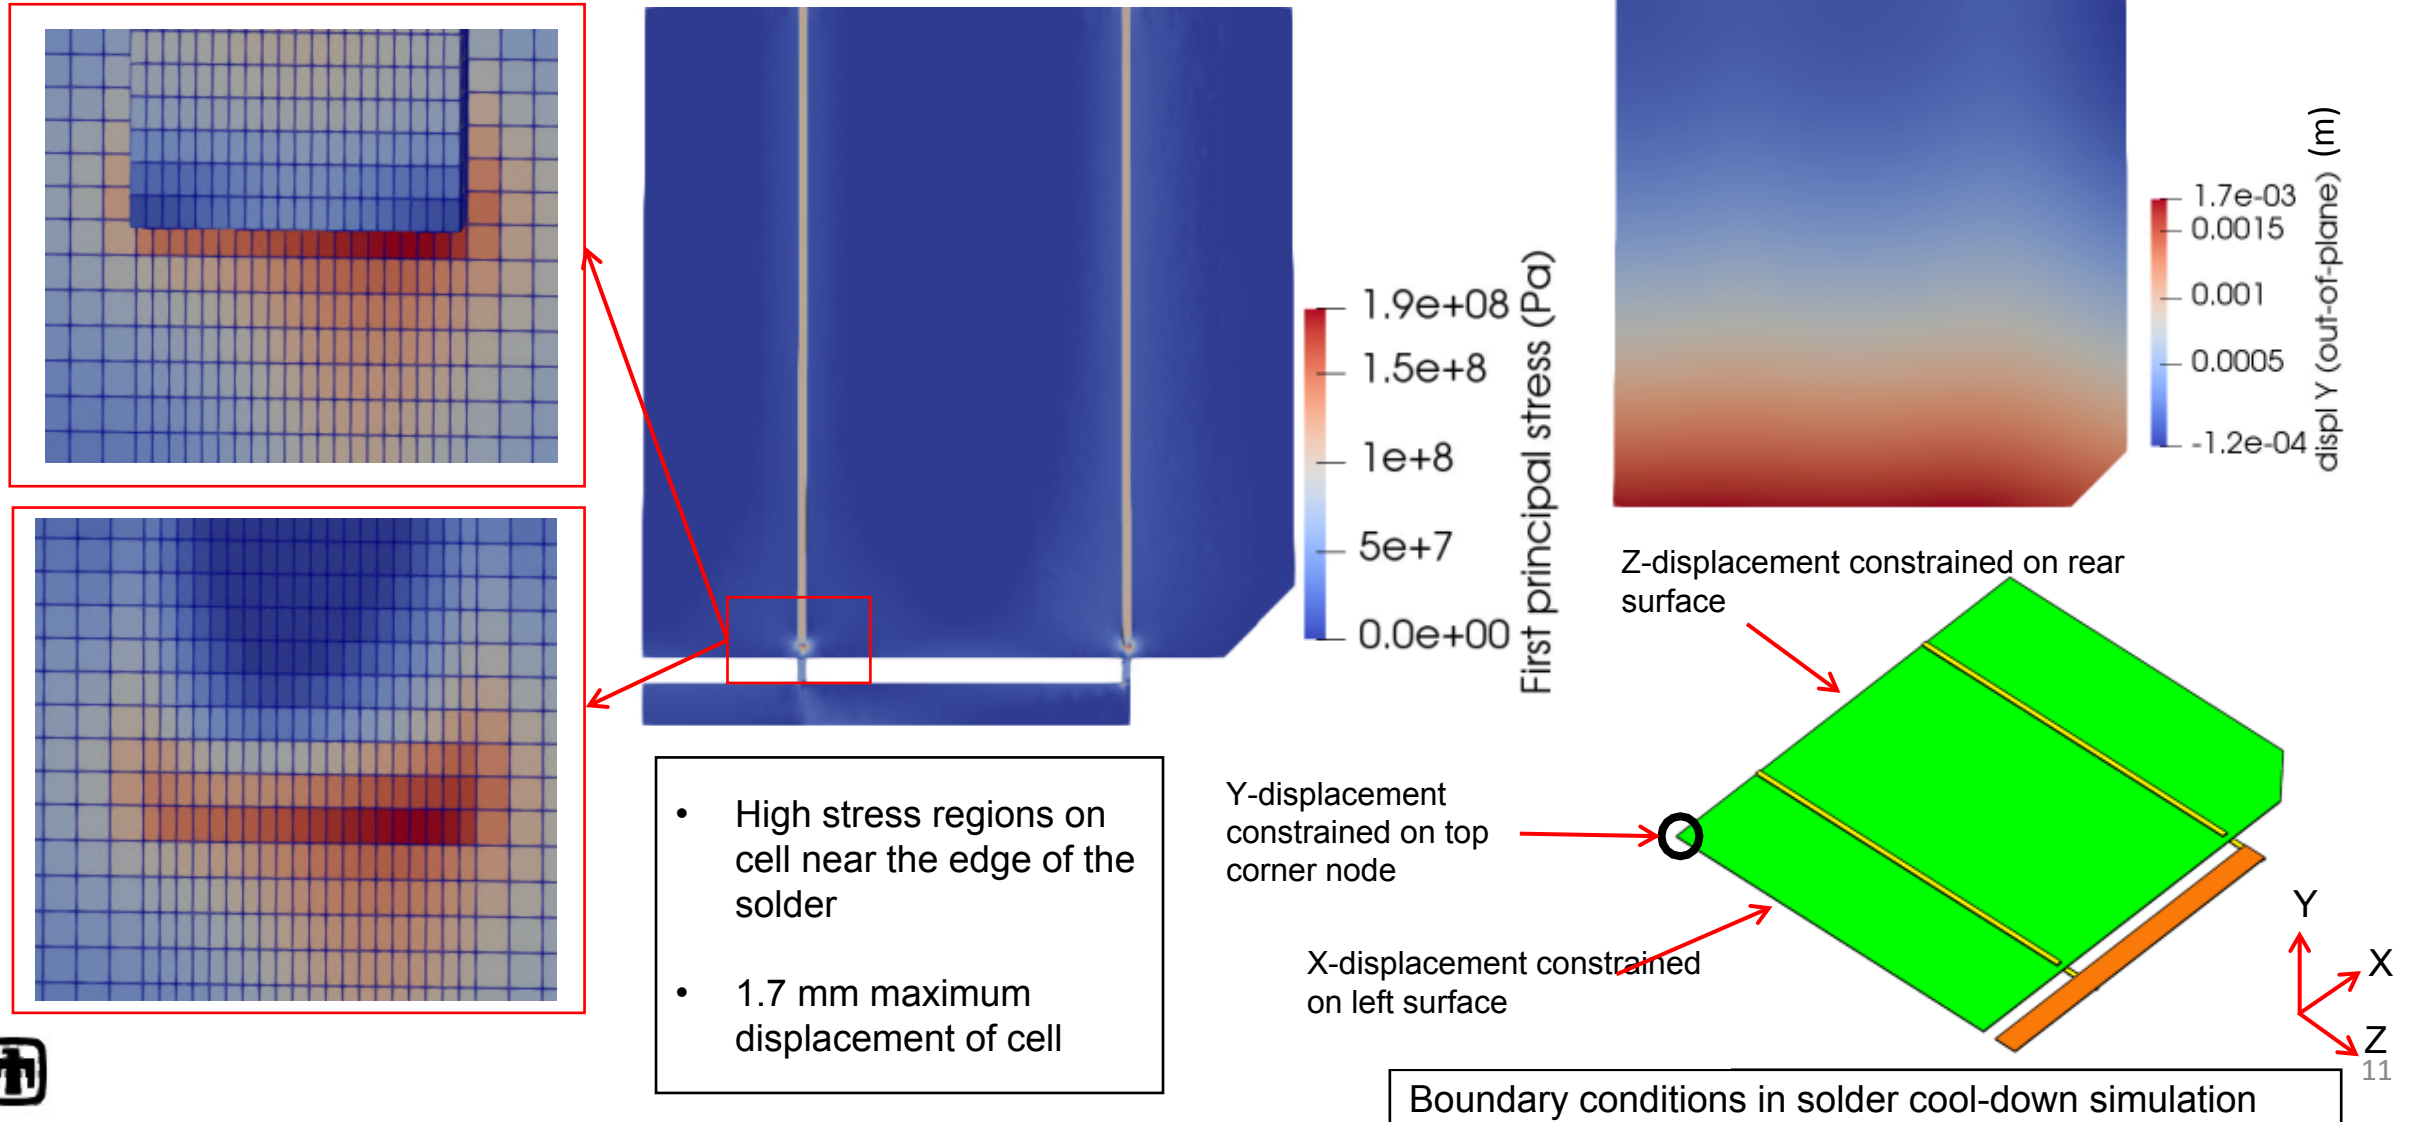 1.9e+08
1.5e+8
1e+8
5e+7
0.0e+00
First principal stress (Pa)
1.7e-03
0.0015
0.001
0.0005
-1.2e-04
displ Y (out-of-plane) (m)
• High stress regions on
cell near the edge of the
solder
• 1.7 mm maximum
displacement of cell
Z-displacement constrained on rear
surface
Y-displacement
constrained on top
corner node
X-displacement constrained
on left surface
Y
X
Z
11
Boundary conditions in solder cool-down simulation